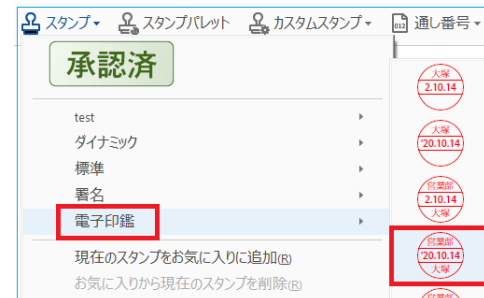 スタンプ スタンプパレット カスタムスタンプ 通し番号
承認済
test
ダイナミック
標準
署名
電子印鑑
現在のスタンプをお気に入りに追加(R)
お気に入りから現在のスタンプを削除(R)
大塚
2.10.14
大塚
'20.10.14
営業部
2.10.14
大塚
営業部
'20.10.14
大塚
営業部